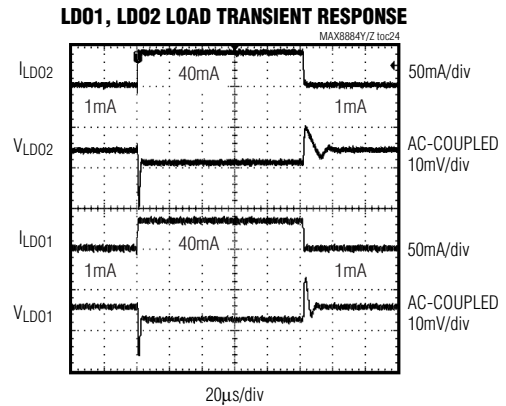 LDO1, LDO2 LOAD TRANSIENT RESPONSE
MAX8884Y/Z toc24
ILDO2
40mA
50mA/div
1mA
1mA
VLDO2
AC-COUPLED
10mV/div
ILDO1
40mA
50mA/div
1mA
1mA
VLDO1
AC-COUPLED
10mV/div
20µs/div